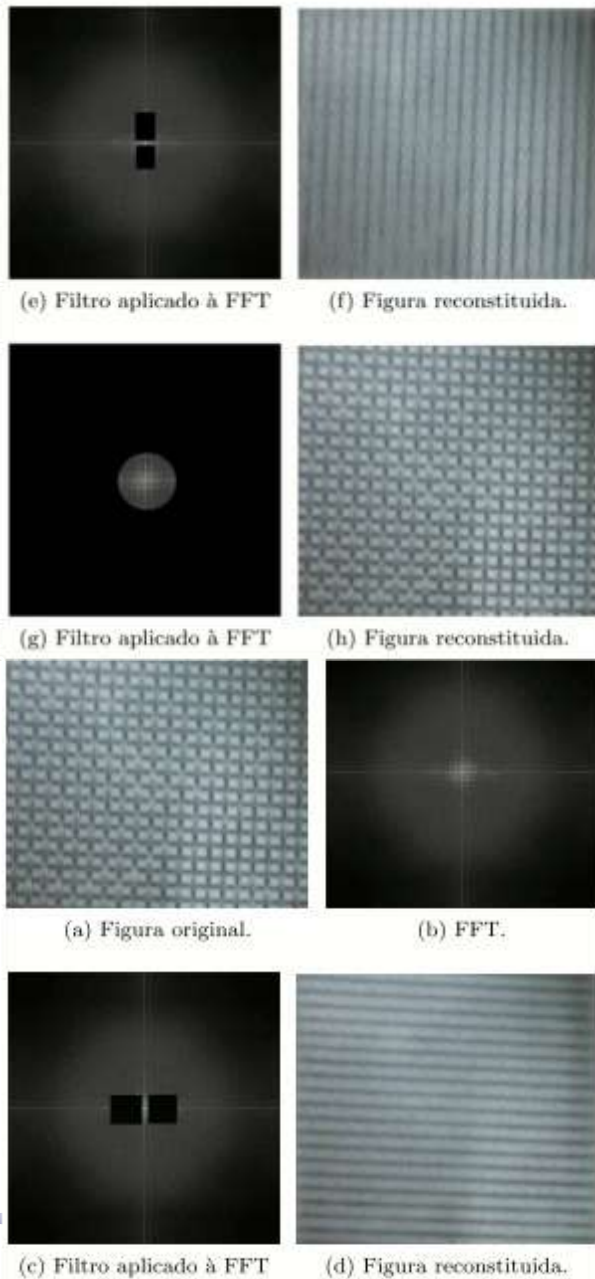 (e) Filtro aplicado à FFT
(f) Figura reconstituida.
(g) Filtro aplicado à FFT
(h) Figura reconstituida.
(a) Figura original.
(b) FFT.
(c) Filtro aplicado à FFT
(d) Figura reconstituida.